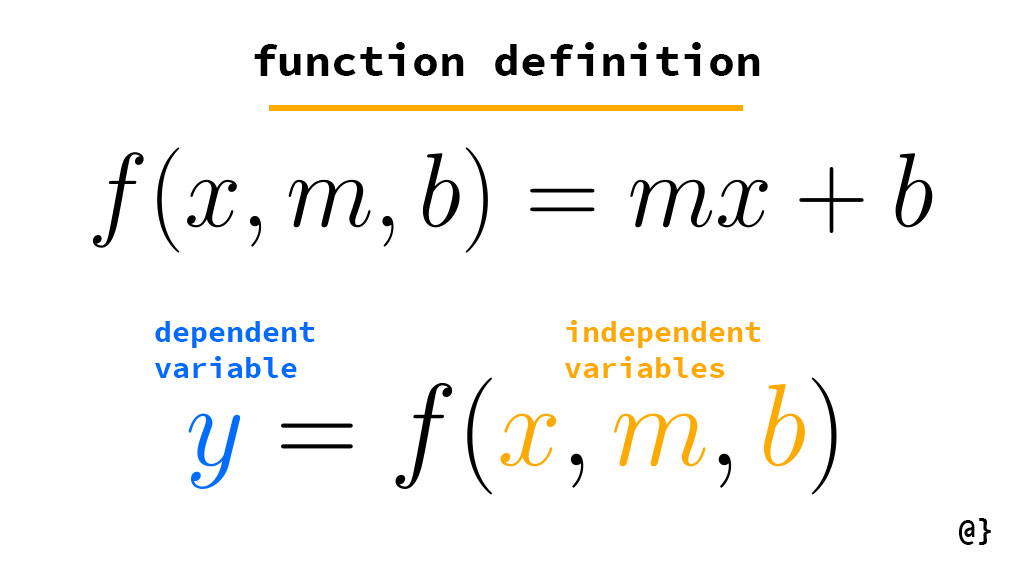 function definition
f(x, m, b) = mx + b
dependent
variable
independent
variables
y = f(x, m, b)
@}